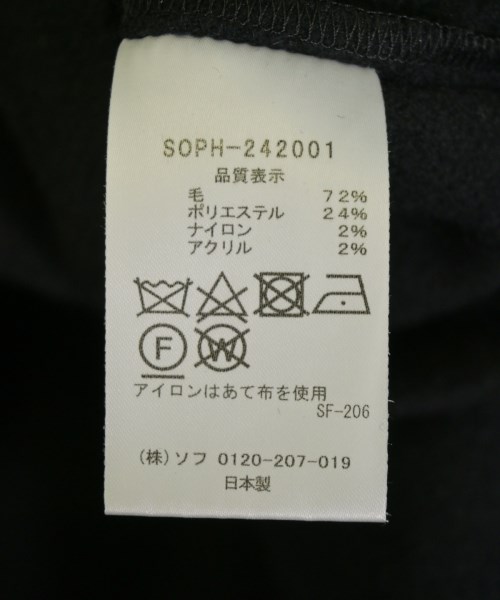 SOPH-242001
品質表示
毛 72%
ポリエステル 24%
ナイロン 2%
アクリル 2%
F W
アイロンはあて布を使用
SF-206
(株)ソフ 0120-207-019
日本製